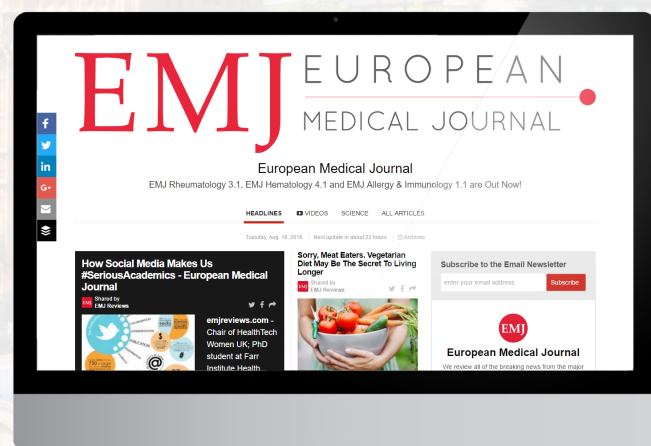 EMJ EUROPEAN
MEDICAL JOURNAL
European Medical Journal
EMJ Rheumatology 3.1, EMJ Hematology 4.1 and EMJ Allergy & Immunology 1.1 are Out Now!
f
in
G+
HEADLINES VIDEOS SCIENCE ALL ARTICLES
Tuesday, Aug. 16, 2016 Next update in about 22 hours Archives
How Social Media Makes Us
#SeriousAcademics - European Medical
Journal
EMJ Shared by
EMJ Reviews
emjreviews.com -
Chair of HealthTech
Women UK; PhD
student at Farr
Institute Health...
Sorry, Meat Eaters. Vegetarian
Diet May Be The Secret To Living
Longer
EMJ Shared by
EMJ Reviews
Subscribe to the Email Newsletter
enter your email address Subscribe
EMJ
European Medical Journal
We review all of the breaking news from the major